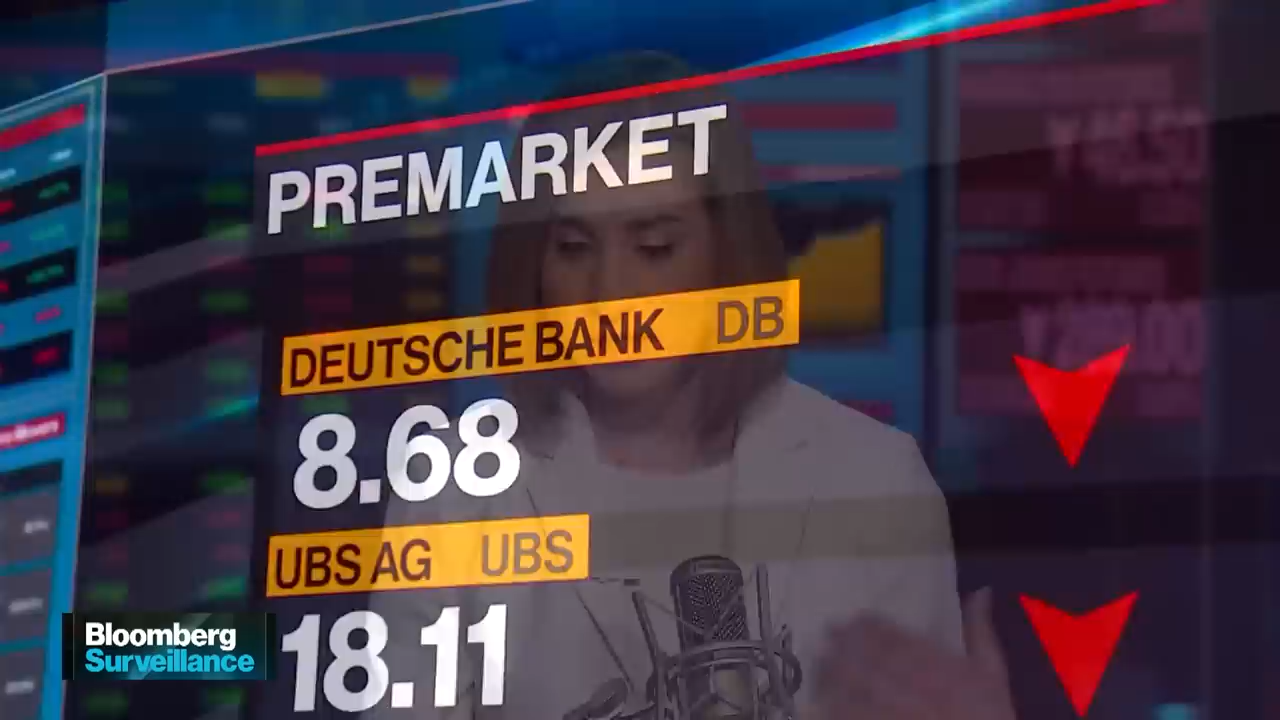 PREMARKET
DEUTSCHE BANK DB
8.68
UBS AG UBS
18.11
Bloomberg
Surveillance